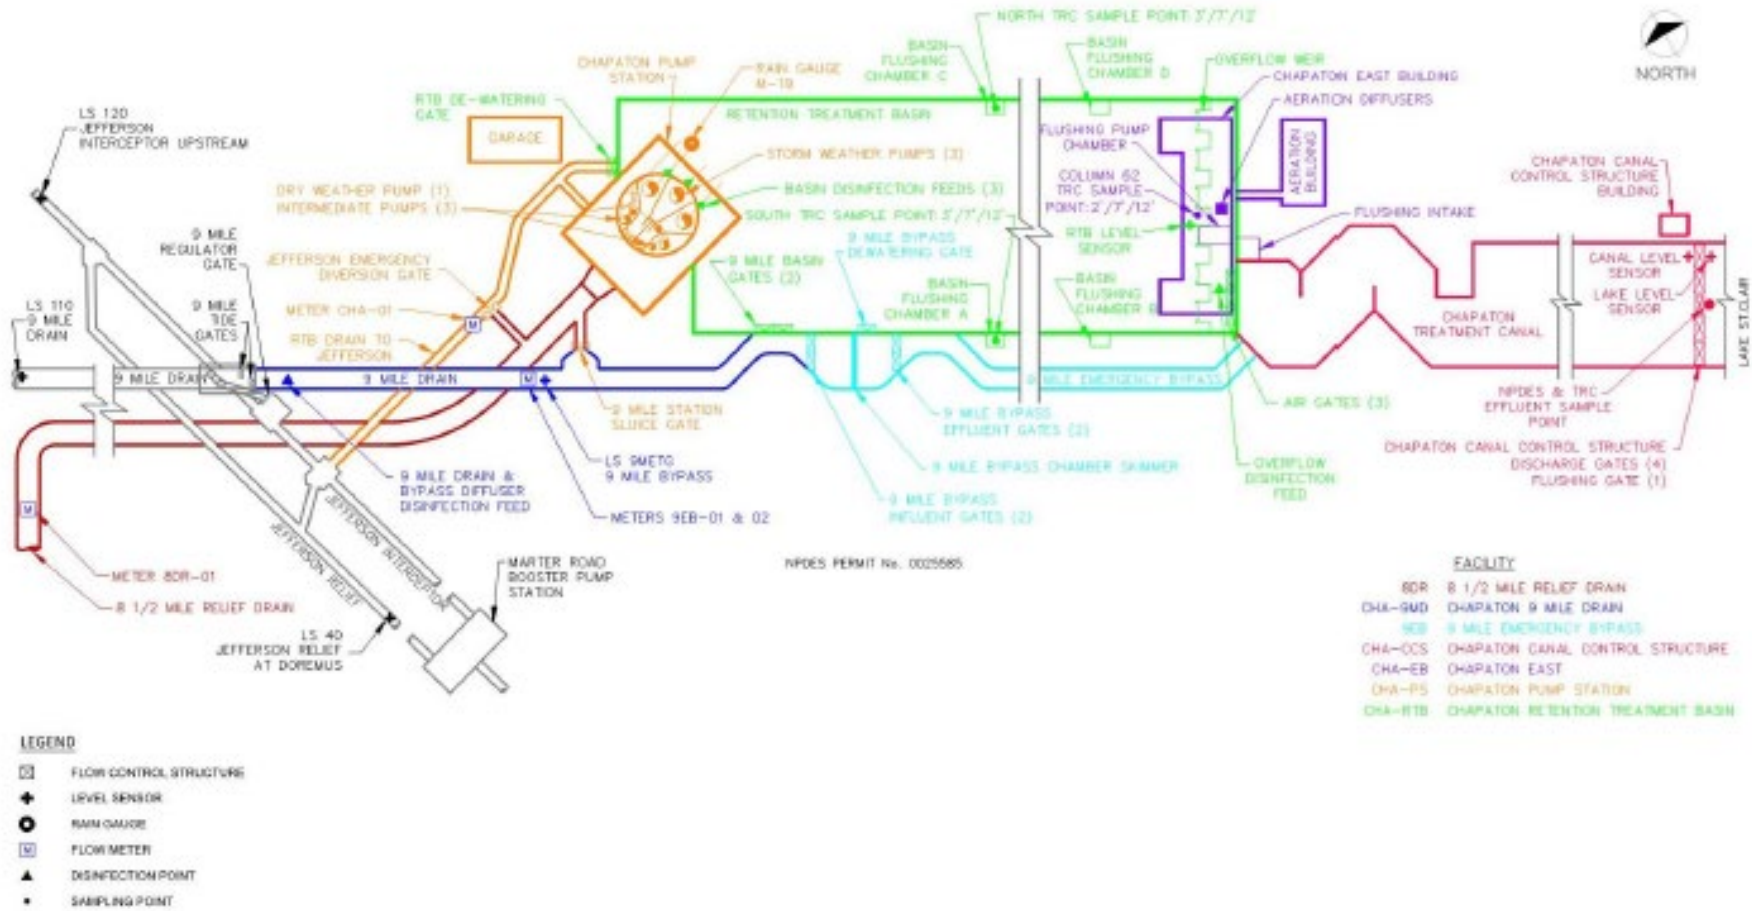 NORTH TRC SAMPLE POINT: 3'/7'/12'
BASIN
FLUSHING
CHAMBER C
BASIN
FLUSHING
CHAMBER D
OVERFLOW WEIR
NORTH
CHAPATON PUMP
STATION
RAIN GAUGE
M-19
CHAPATON EAST BUILDING
AERATION DIFFUSERS
RTB DE-WATERING
GATE
RETENTION TREATMENT BASIN
LS 120
JEFFERSON
INTERCEPTOR UPSTREAM
GARAGE
FLUSHING PUMP
CHAMBER
AERATION
BUILDING
STORM WEATHER PUMPS (3)
CHAPATON CANAL
CONTROL STRUCTURE
BUILDING
DRY WEATHER PUMP (1)
INTERMEDIATE PUMPS (3)
BASIN DISINFECTION FEEDS (3)
COLUMN 62
TRC SAMPLE
POINT: 2'/7'/12'
SOUTH TRC SAMPLE POINT: 3'/7'/12'
FLUSHING INTAKE
9 MILE
REGULATOR
GATE
9 MILE BYPASS
DEWATERING GATE
RTB LEVEL
SENSOR
JEFFERSON EMERGENCY
DIVERSION GATE
9 MILE BASIN
GATES (2)
CANAL LEVEL
SENSOR
BASIN
FLUSHING
CHAMBER A
BASIN
FLUSHING
CHAMBER B
LS 110
9 MILE
DRAIN
9 MILE
TIDE
GATES
METER CHA-01
LAKE LEVEL
SENSOR
CHAPATON
TREATMENT CANAL
LAKE ST.CLAIR
RTB DRAIN TO
JEFFERSON
9 MILE DRAIN
9 MILE DRAIN
9 MILE EMERGENCY BYPASS
AIR GATES (3)
NPDES & TRC
EFFLUENT SAMPLE
POINT
9 MILE STATION
SLUICE GATE
9 MILE BYPASS
EFFLUENT GATES (2)
CHAPATON CANAL CONTROL STRUCTURE
DISCHARGE GATES (4)
FLUSHING GATE (1)
LS 9METG
9 MILE BYPASS
9 MILE BYPASS CHAMBER SKIMMER
OVERFLOW
DISINFECTION
FEED
9 MILE DRAIN &
BYPASS DIFFUSER
DISINFECTION FEED
9 MILE BYPASS
INFLUENT GATES (2)
METERS 9EB-01 & 02
M
M
M
JEFFERSON INTERCEPTOR
JEFFERSON RELIEF
METER 8DR-01
8 1/2 MILE RELIEF DRAIN
MARTER ROAD
BOOSTER PUMP
STATION
LS 40
JEFFERSON RELIEF
AT DOREMUS
NPDES PERMIT No. 0025585
FACILITY
8DR 8 1/2 MILE RELIEF DRAIN
CHA-9MD CHAPATON 9 MILE DRAIN
9EB 9 MILE EMERGENCY BYPASS
CHA-CCS CHAPATON CANAL CONTROL STRUCTURE
CHA-EB CHAPATON EAST
CHA-PS CHAPATON PUMP STATION
CHA-RTB CHAPATON RETENTION TREATMENT BASIN
LEGEND
FLOW CONTROL STRUCTURE
LEVEL SENSOR
RAIN GAUGE
M FLOW METER
DISINFECTION POINT
SAMPLING POINT